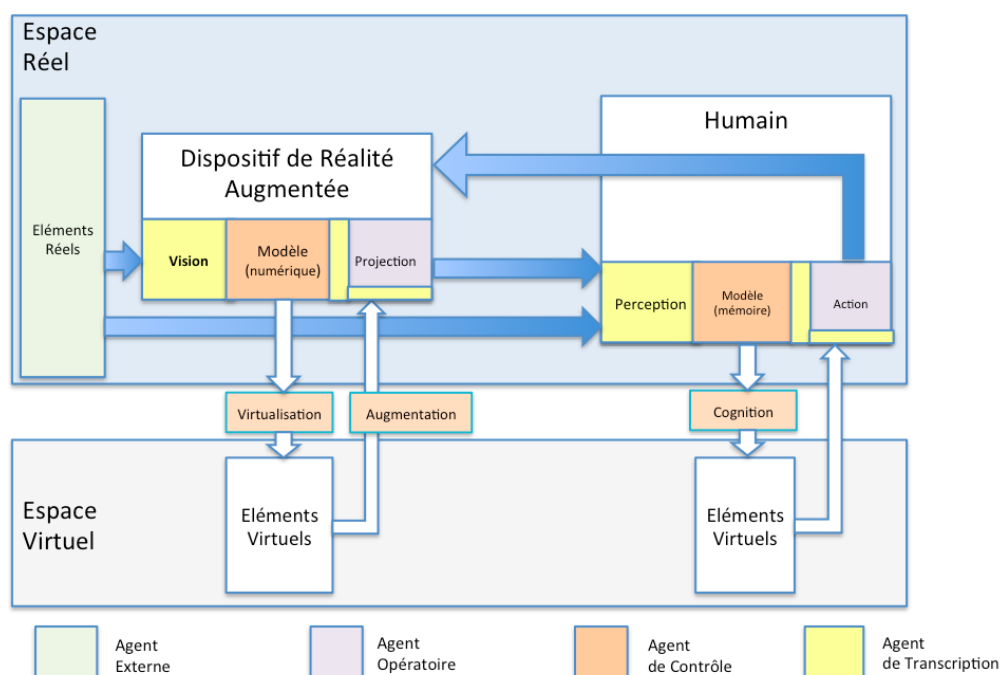 Espace
Réel
Humain
Dispositif de Réalité
Augmentée
Eléments
Réels
Vision
Modèle
(numérique)
Projection
Perception
Modèle
(mémoire)
Action
Virtualisation
Augmentation
Cognition
Espace
Virtuel
Eléments
Virtuels
Eléments
Virtuels
Agent
Externe
Agent
Opératoire
Agent
de Contrôle
Agent
de Transcription